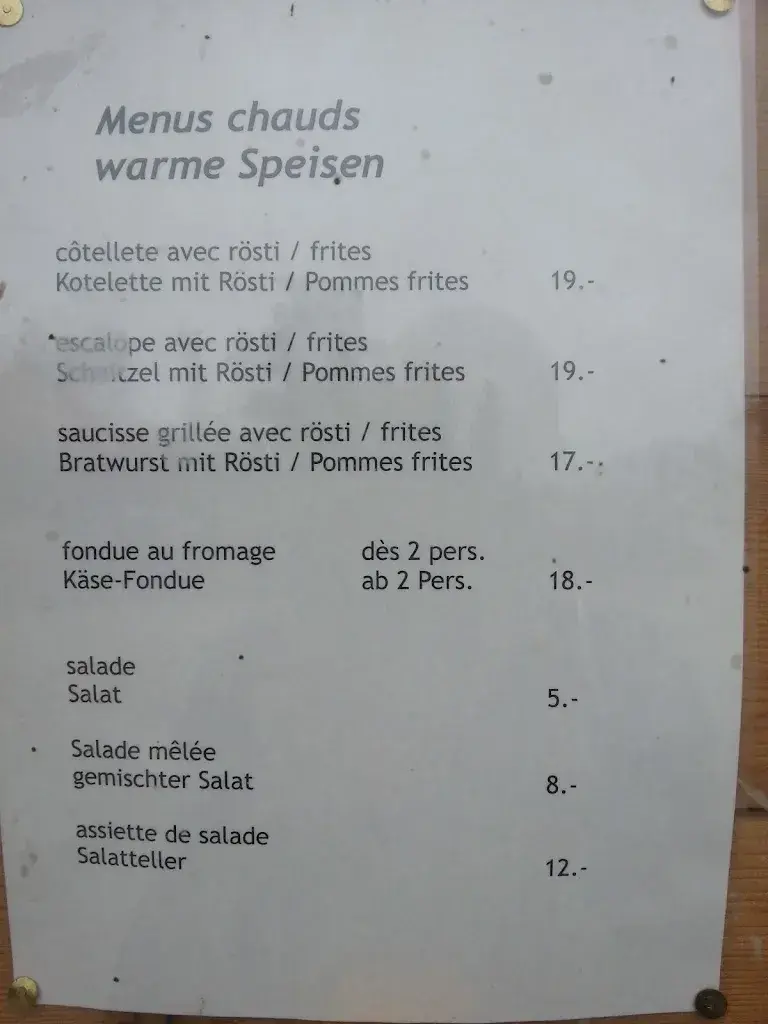 Menus chauds
warme Speisen
côtellete avec rösti / frites
Kotelette mit Rösti / Pommes frites 19.-
escalope avec rösti / frites
Schnitzel mit Rösti / Pommes frites 19.-
saucisse grillée avec rösti / frites
Bratwurst mit Rösti / Pommes frites 17.-
fondue au fromage dès 2 pers.
Käse-Fondue ab 2 Pers. 18.-
salade
Salat 5.-
Salade mêlée
gemischter Salat 8.-
assiette de salade
Salatteller 12.-